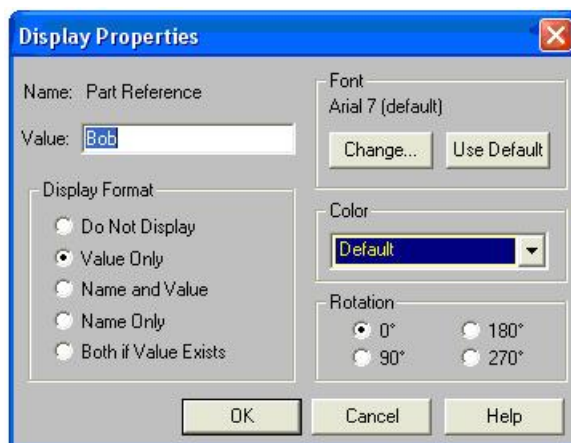 Display Properties
Name: Part Reference
Value: Bob
Display Format
Do Not Display
Value Only
Name and Value
Name Only
Both if Value Exists
Font
Arial 7 (default)
Change... Use Default
Color
Default
Rotation
0° 180°
90° 270°
OK Cancel Help